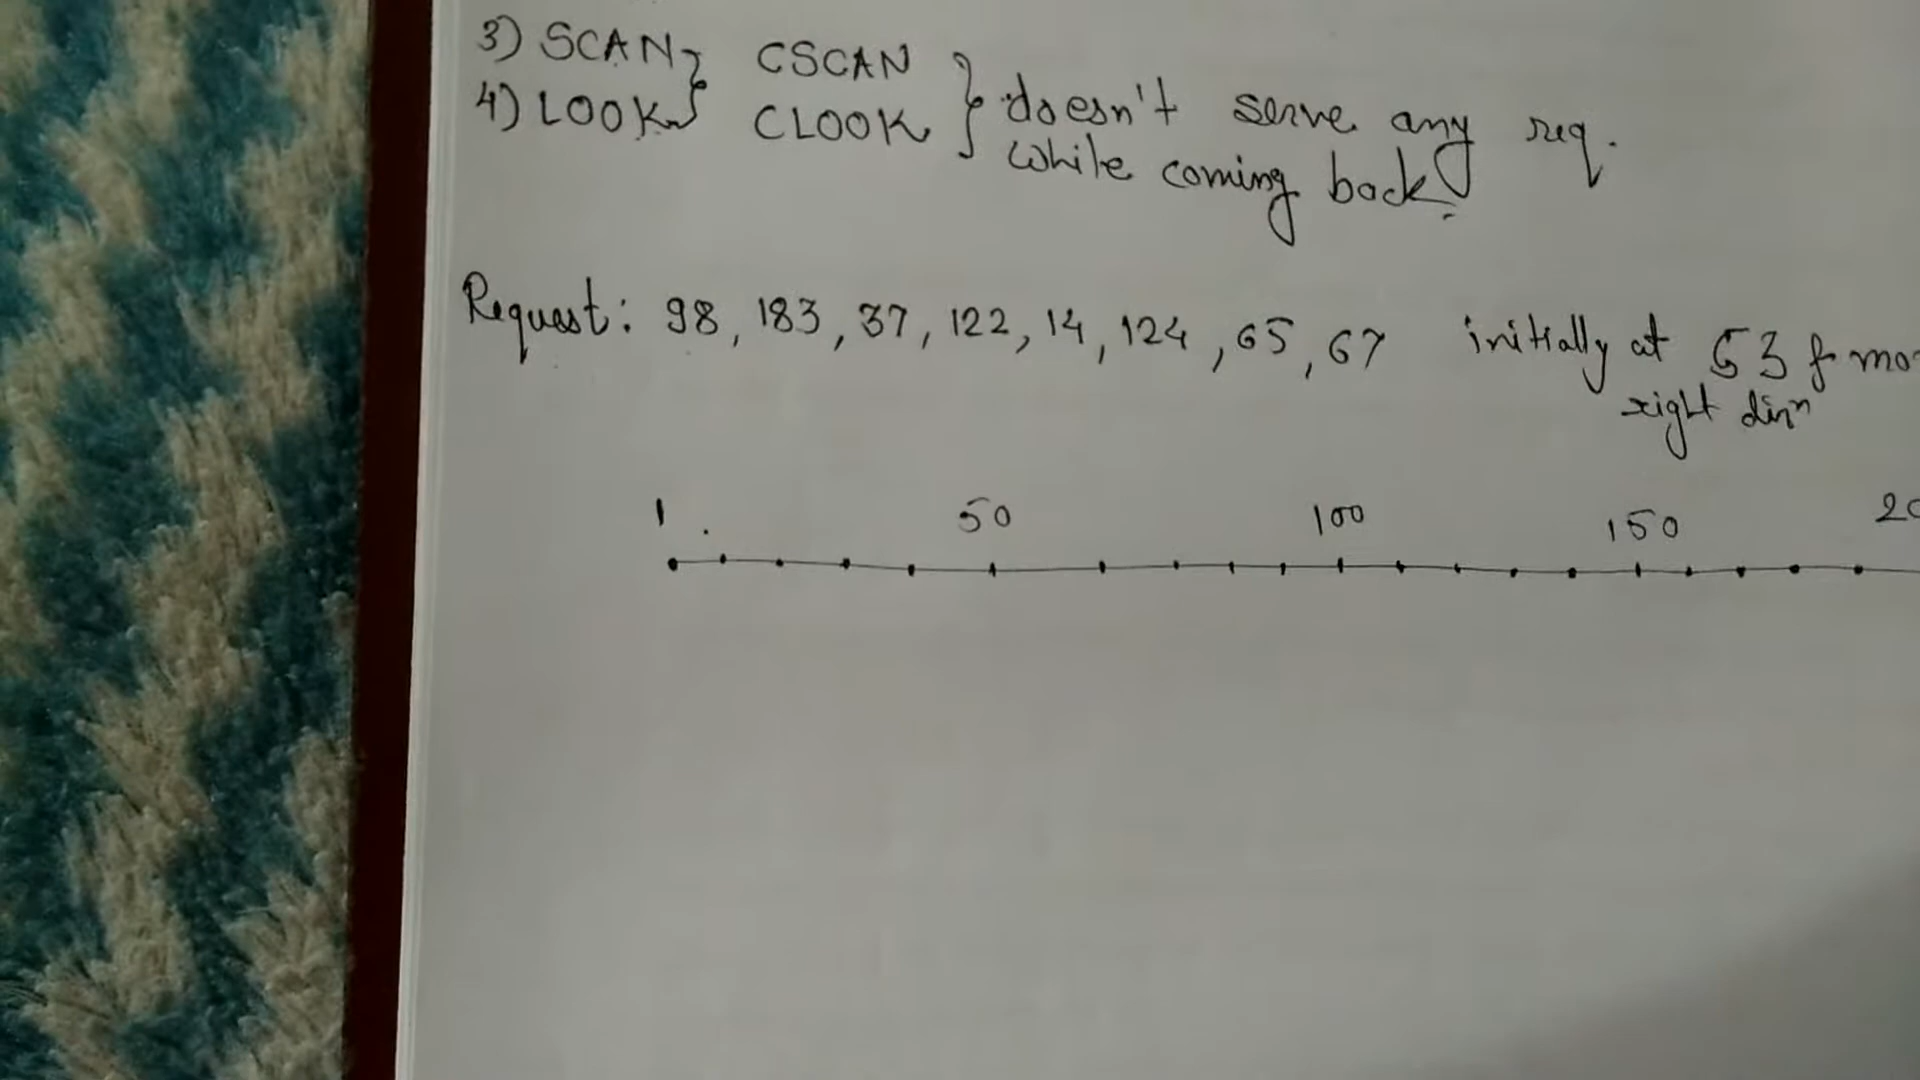 3) SCAN } CSCAN } doesn't serve any req.
4) LOOK } CLOOK } while coming back.
Request: 98, 183, 37, 122, 14, 124, 65, 67 initially at 53 & mo
right dirn
1 50 100 150 20